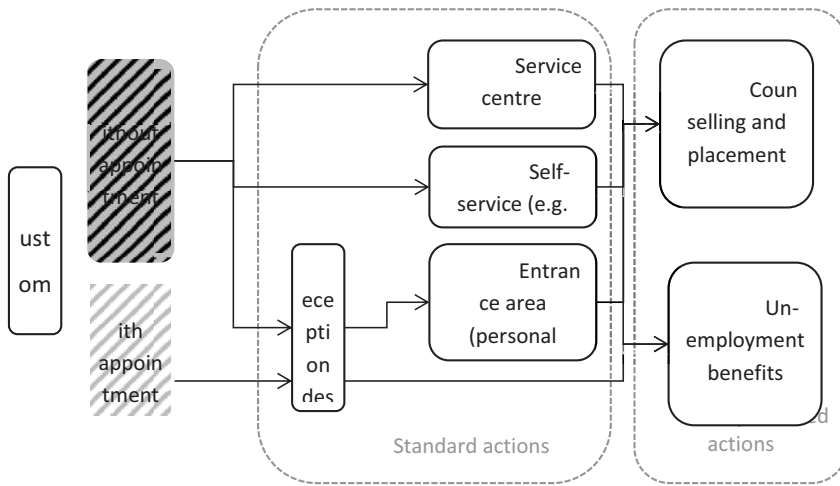 ust
om
ithout
appoin
tment
ith
appoin
tment
ece
pti
on
des
Service
centre
Self-
service (e.g.
Entran
ce area
(personal
Standard actions
Coun
selling and
placement
Un-
employment
benefits
ed
actions